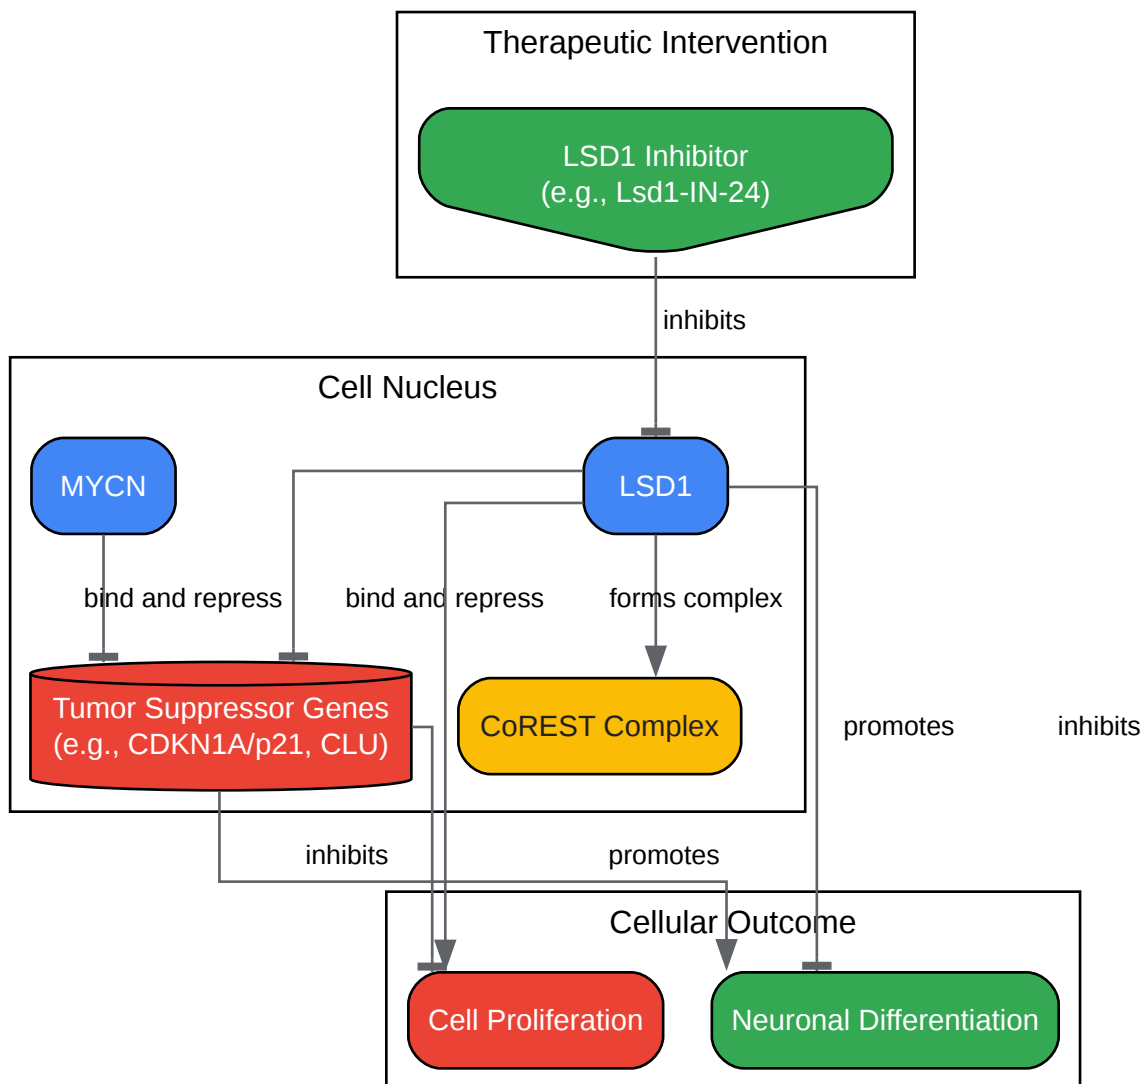 Therapeutic Intervention
LSD1 Inhibitor
(e.g., Lsd1-IN-24)
inhibits
Cell Nucleus
MYCN
LSD1
bind and repress
bind and repress
forms complex
Tumor Suppressor Genes
(e.g., CDKN1A/p21, CLU)
CoREST Complex
promotes
inhibits
inhibits
promotes
Cellular Outcome
Cell Proliferation
Neuronal Differentiation